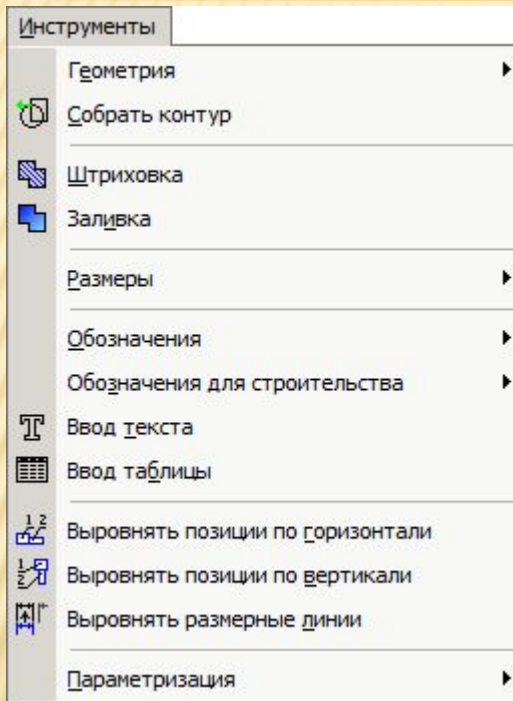 Инструменты
Геометрия
Собрать контур
Штриховка
Заливка
Размеры
Обозначения
Обозначения для строительства
Ввод текста
Ввод таблицы
Выровнять позиции по горизонтали
Выровнять позиции по вертикали
Выровнять размерные линии
Параметризация